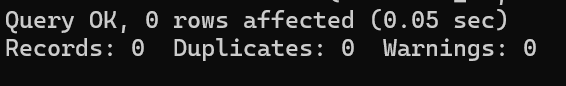 Query OK, 0 rows affected (0.05 sec)
Records: 0  Duplicates: 0  Warnings: 0